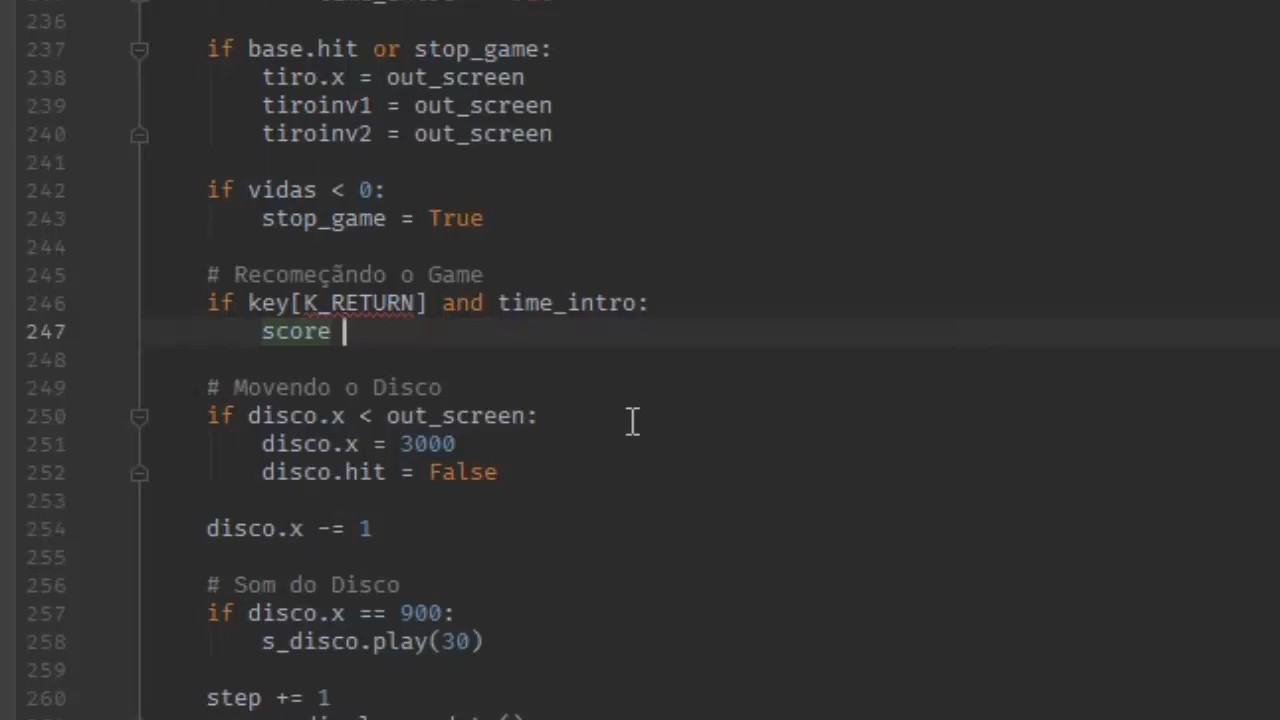 236
237 if base.hit or stop_game:
238 tiro.x = out_screen
239 tiroinv1 = out_screen
240 tiroinv2 = out_screen
241
242 if vidas < 0:
243 stop_game = True
244
245 # Recomeçãndo o Game
246 if key[K_RETURN] and time_intro:
247 score
248
249 # Movendo o Disco
250 if disco.x < out_screen:
251 disco.x = 3000
252 disco.hit = False
253
254 disco.x -= 1
255
256 # Som do Disco
257 if disco.x == 900:
258 s_disco.play(30)
259
260 step += 1